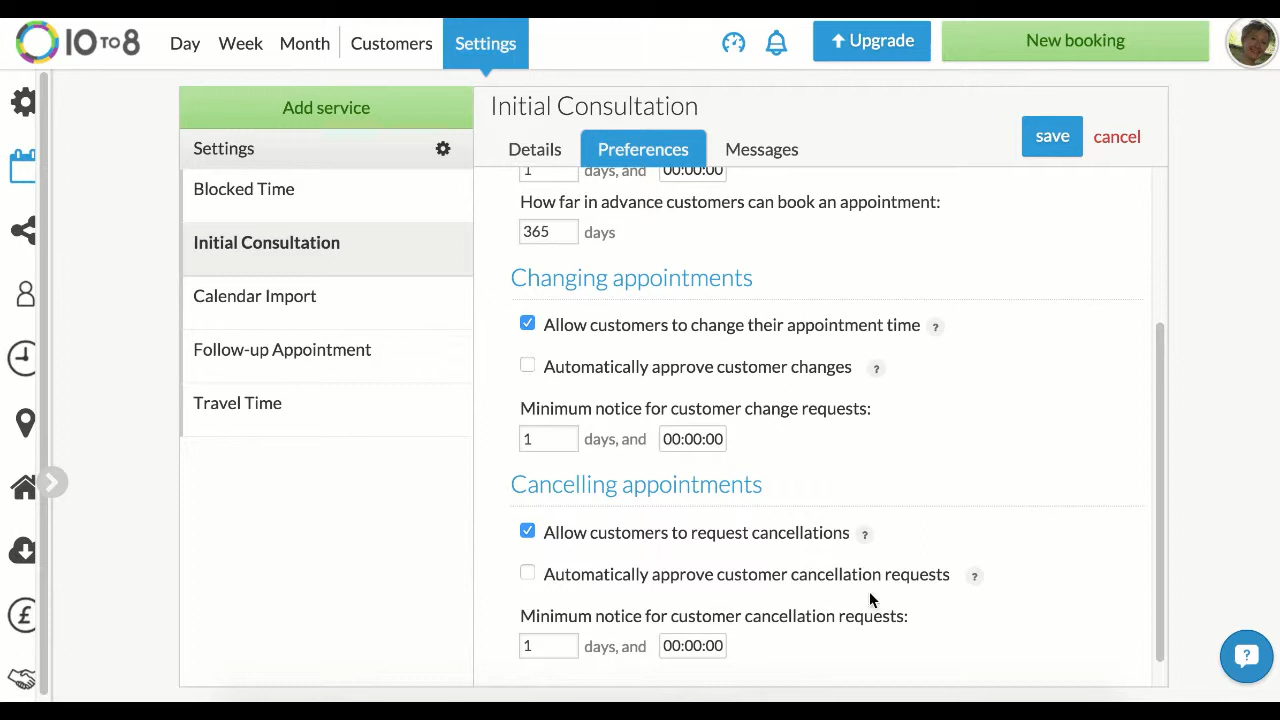 10 TO 8 Day Week Month Customers Settings Upgrade New booking
Add service
Settings
Blocked Time
Initial Consultation
Calendar Import
Follow-up Appointment
Travel Time
Initial Consultation
save cancel
Details Preferences Messages
1 days, and 00:00:00
How far in advance customers can book an appointment:
365 days
Changing appointments
Allow customers to change their appointment time ?
Automatically approve customer changes ?
Minimum notice for customer change requests:
1 days, and 00:00:00
Cancelling appointments
Allow customers to request cancellations ?
Automatically approve customer cancellation requests ?
Minimum notice for customer cancellation requests:
1 days, and 00:00:00